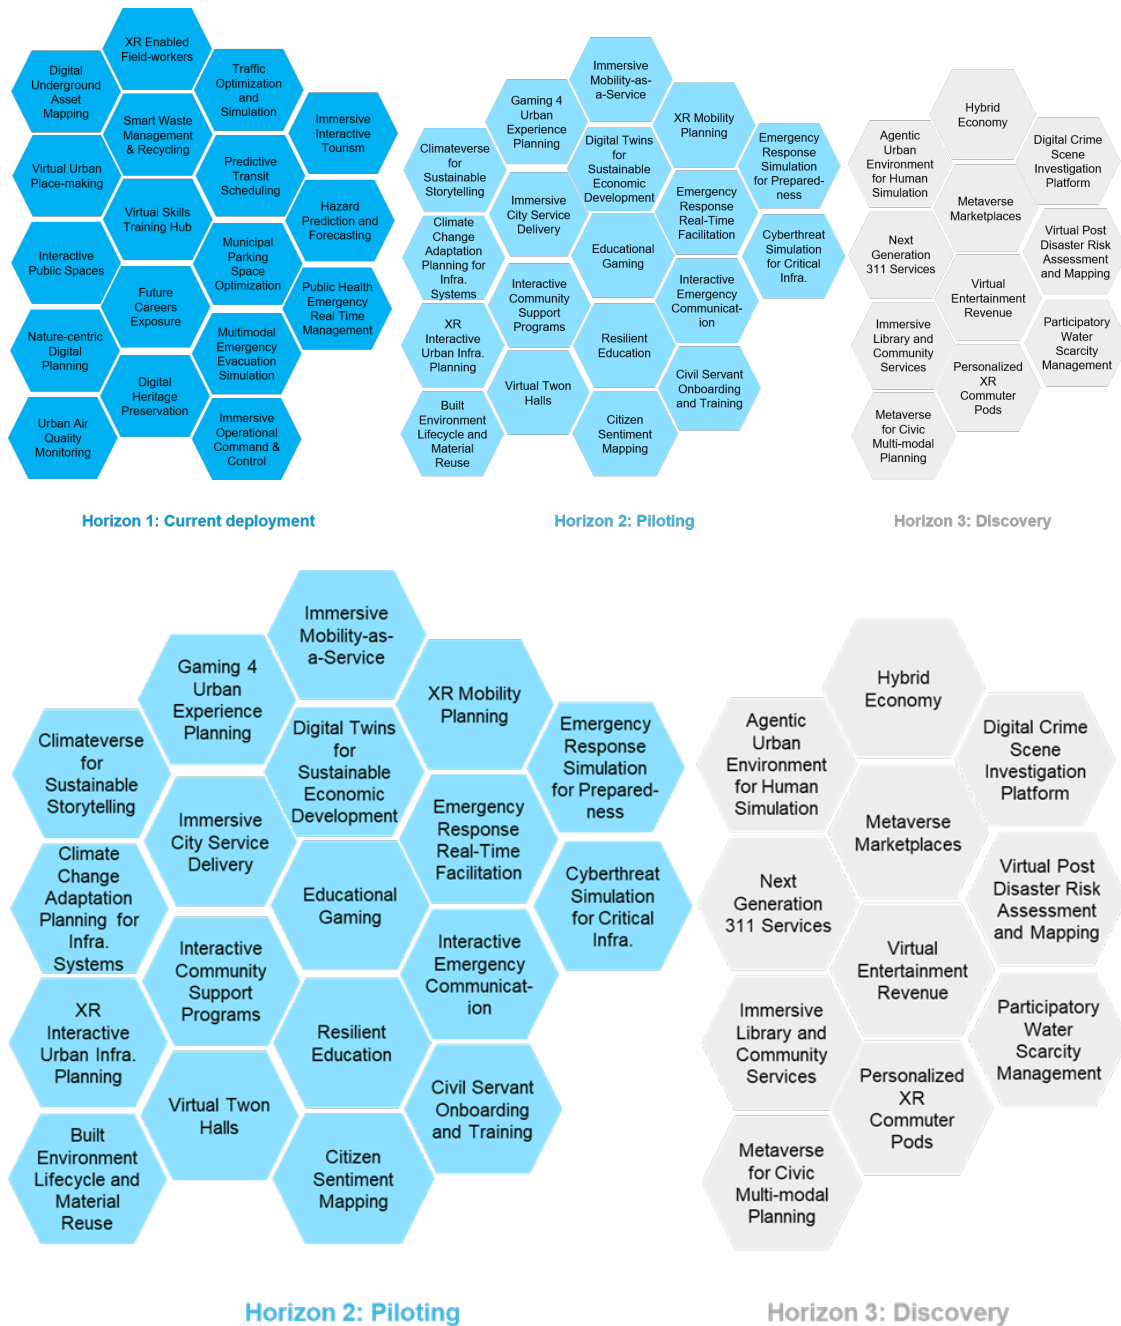 XR Enabled
Field-workers
Digital
Underground
Asset
Mapping
Traffic
Optimization
and
Simulation
Smart Waste
Management
& Recycling
Immersive
Interactive
Tourism
Virtual Urban
Place-making
Predictive
Transit
Scheduling
Virtual Skills
Training Hub
Hazard
Prediction and
Forecasting
Interactive
Public Spaces
Municipal
Parking
Space
Optimization
Future
Careers
Exposure
Public Health
Emergency
Real Time
Management
Nature-centric
Digital
Planning
Multimodal
Emergency
Evacuation
Simulation
Digital
Heritage
Preservation
Urban Air
Quality
Monitoring
Immersive
Operational
Command &
Control
Horizon 1: Current deployment
Immersive
Mobility-as-
a-Service
Gaming 4
Urban
Experience
Planning
XR Mobility
Planning
Climateverse
for
Sustainable
Storytelling
Digital Twins
for
Sustainable
Economic
Development
Emergency
Response
Simulation
for Prepared-
ness
Immersive
City Service
Delivery
Emergency
Response
Real-Time
Facilitation
Climate
Change
Adaptation
Planning for
Infra.
Systems
Educational
Gaming
Cyberthreat
Simulation
for Critical
Infra.
Interactive
Community
Support
Programs
Interactive
Emergency
Communicat-
ion
XR
Interactive
Urban Infra.
Planning
Resilient
Education
Virtual Twon
Halls
Civil Servant
Onboarding
and Training
Built
Environment
Lifecycle and
Material
Reuse
Citizen
Sentiment
Mapping
Horizon 2: Piloting
Hybrid
Economy
Agentic
Urban
Environment
for Human
Simulation
Digital Crime
Scene
Investigation
Platform
Metaverse
Marketplaces
Next
Generation
311 Services
Virtual Post
Disaster Risk
Assessment
and Mapping
Virtual
Entertainment
Revenue
Immersive
Library and
Community
Services
Participatory
Water
Scarcity
Management
Personalized
XR
Commuter
Pods
Metaverse
for Civic
Multi-modal
Planning
Horizon 3: Discovery
Immersive
Mobility-as-
a-Service
Gaming 4
Urban
Experience
Planning
XR Mobility
Planning
Climateverse
for
Sustainable
Storytelling
Digital Twins
for
Sustainable
Economic
Development
Emergency
Response
Simulation
for Prepared-
ness
Immersive
City Service
Delivery
Emergency
Response
Real-Time
Facilitation
Climate
Change
Adaptation
Planning for
Infra.
Systems
Educational
Gaming
Cyberthreat
Simulation
for Critical
Infra.
Interactive
Community
Support
Programs
Interactive
Emergency
Communicat-
ion
XR
Interactive
Urban Infra.
Planning
Resilient
Education
Virtual Twon
Halls
Civil Servant
Onboarding
and Training
Built
Environment
Lifecycle and
Material
Reuse
Citizen
Sentiment
Mapping
Horizon 2: Piloting
Hybrid
Economy
Agentic
Urban
Environment
for Human
Simulation
Digital Crime
Scene
Investigation
Platform
Metaverse
Marketplaces
Next
Generation
311 Services
Virtual Post
Disaster Risk
Assessment
and Mapping
Virtual
Entertainment
Revenue
Immersive
Library and
Community
Services
Participatory
Water
Scarcity
Management
Personalized
XR
Commuter
Pods
Metaverse
for Civic
Multi-modal
Planning
Horizon 3: Discovery